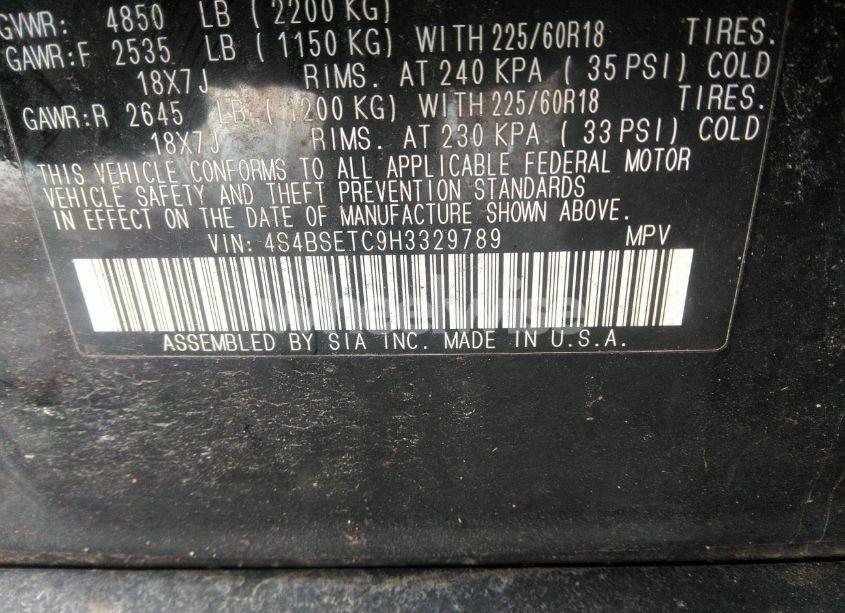 GVWR: 4850 LB (2200 KG)
GAWR:F 2535 LB (1150 KG) WITH 225/60R18 TIRES.
18X7J RIMS. AT 240 KPA (35 PSI) COLD
GAWR:R 2645 LB (1200 KG) WITH 225/60R18 TIRES.
18X7J RIMS. AT 230 KPA (33 PSI) COLD
THIS VEHICLE CONFORMS TO ALL APPLICABLE FEDERAL MOTOR
VEHICLE SAFETY AND THEFT PREVENTION STANDARDS
IN EFFECT ON THE DATE OF MANUFACTURE SHOWN ABOVE.
VIN: 4S4BSETC9H3329789 MPV
wheelwise
ASSEMBLED BY SIA INC. MADE IN U.S.A.